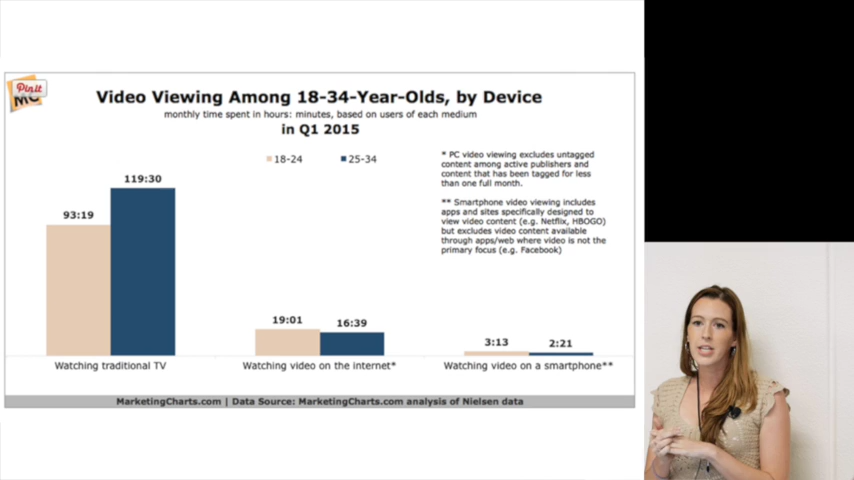 Pin it
MC
Video Viewing Among 18-34-Year-Olds, by Device
monthly time spent in hours: minutes, based on users of each medium
in Q1 2015
18-24 25-34
* PC video viewing excludes untagged
content among active publishers and
content that has been tagged for less
than one full month.
** Smartphone video viewing includes
apps and sites specifically designed to
view video content (e.g. Netflix, HBOGO)
but excludes video content available
through apps/web where video is not the
primary focus (e.g. Facebook)
119:30
93:19
19:01
16:39
3:13
2:21
Watching traditional TV
Watching video on the internet*
Watching video on a smartphone**
MarketingCharts.com | Data Source: MarketingCharts.com analysis of Nielsen data